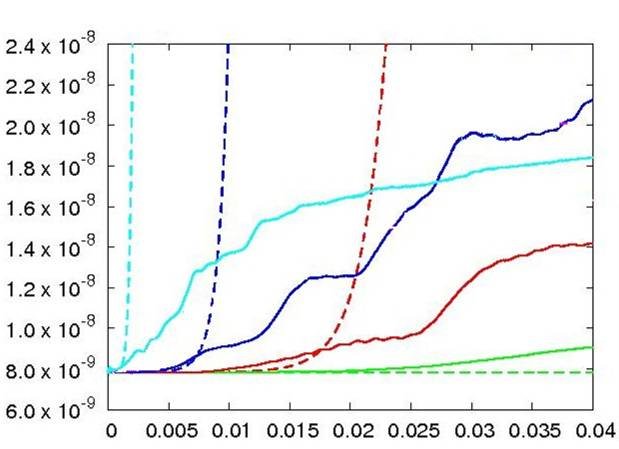 2.4 x 10⁻⁸
2.2 x 10⁻⁸
2.0 x 10⁻⁸
1.8 x 10⁻⁸
1.6 x 10⁻⁸
1.4 x 10⁻⁸
1.2 x 10⁻⁸
1.0 x 10⁻⁸
8.0 x 10⁻⁹
6.0 x 10⁻⁹
0 0.005 0.01 0.015 0.02 0.025 0.03 0.035 0.04